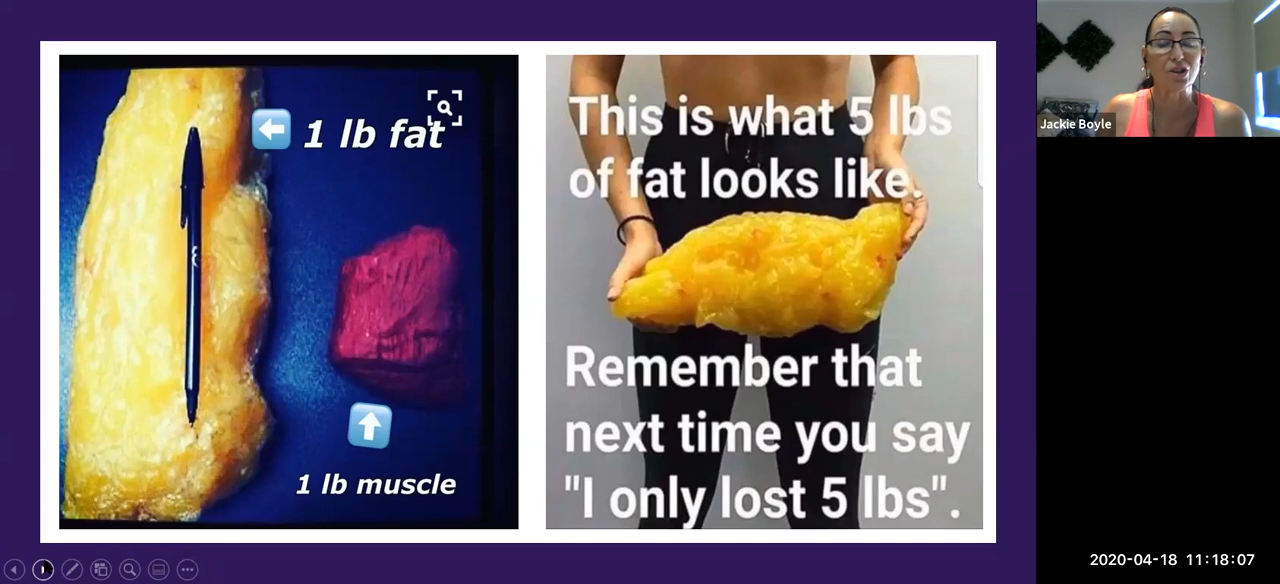 1 lb fat
1 lb muscle
This is what 5 lbs
of fat looks like.
Remember that
next time you say
"I only lost 5 lbs".
Jackie Boyle
2020-04-18 11:18:07